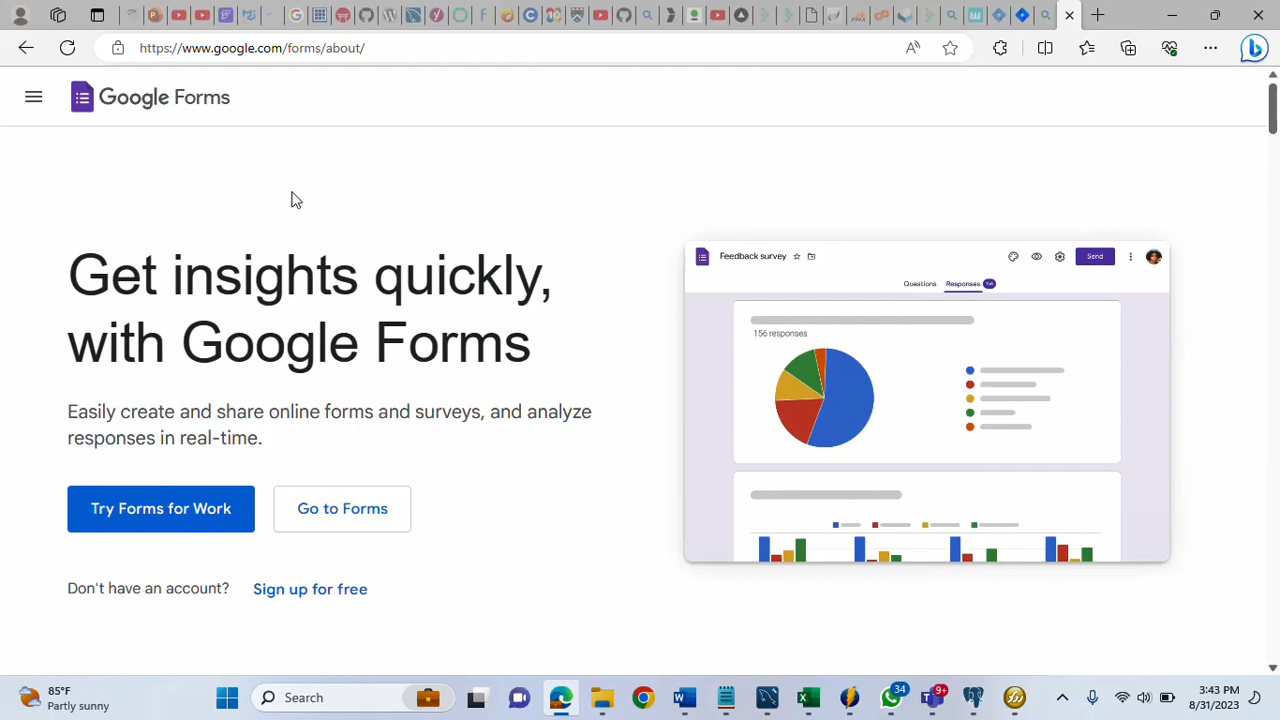 https://www.google.com/forms/about/
Google Forms
Get insights quickly,
with Google Forms
Easily create and share online forms and surveys, and analyze
responses in real-time.
Try Forms for Work
Go to Forms
Don't have an account?
Sign up for free
Feedback survey
Send
Questions
Responses
156 responses
85°F
Partly sunny
Search
34
9+
3:43 PM
8/31/2023